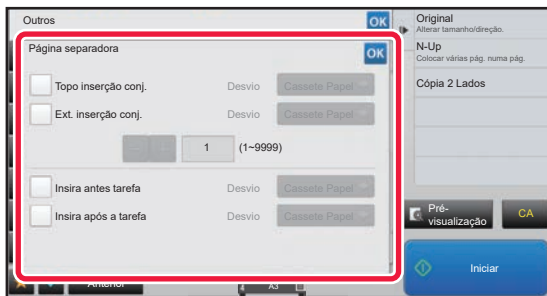 Outros
OK
Página separadora
OK
Topo inserção conj.
Desvio
Cassete Papel
Ext. inserção conj.
Desvio
Cassete Papel
1
(1~9999)
Insira antes tarefa
Desvio
Cassete Papel
Insira após a tarefa
Desvio
Cassete Papel
Anterior
A3
Original
Alterar tamanho/direção.
N-Up
Colocar várias pág. numa pág.
Cópia 2 Lados
Pré-
visualização
CA
Iniciar